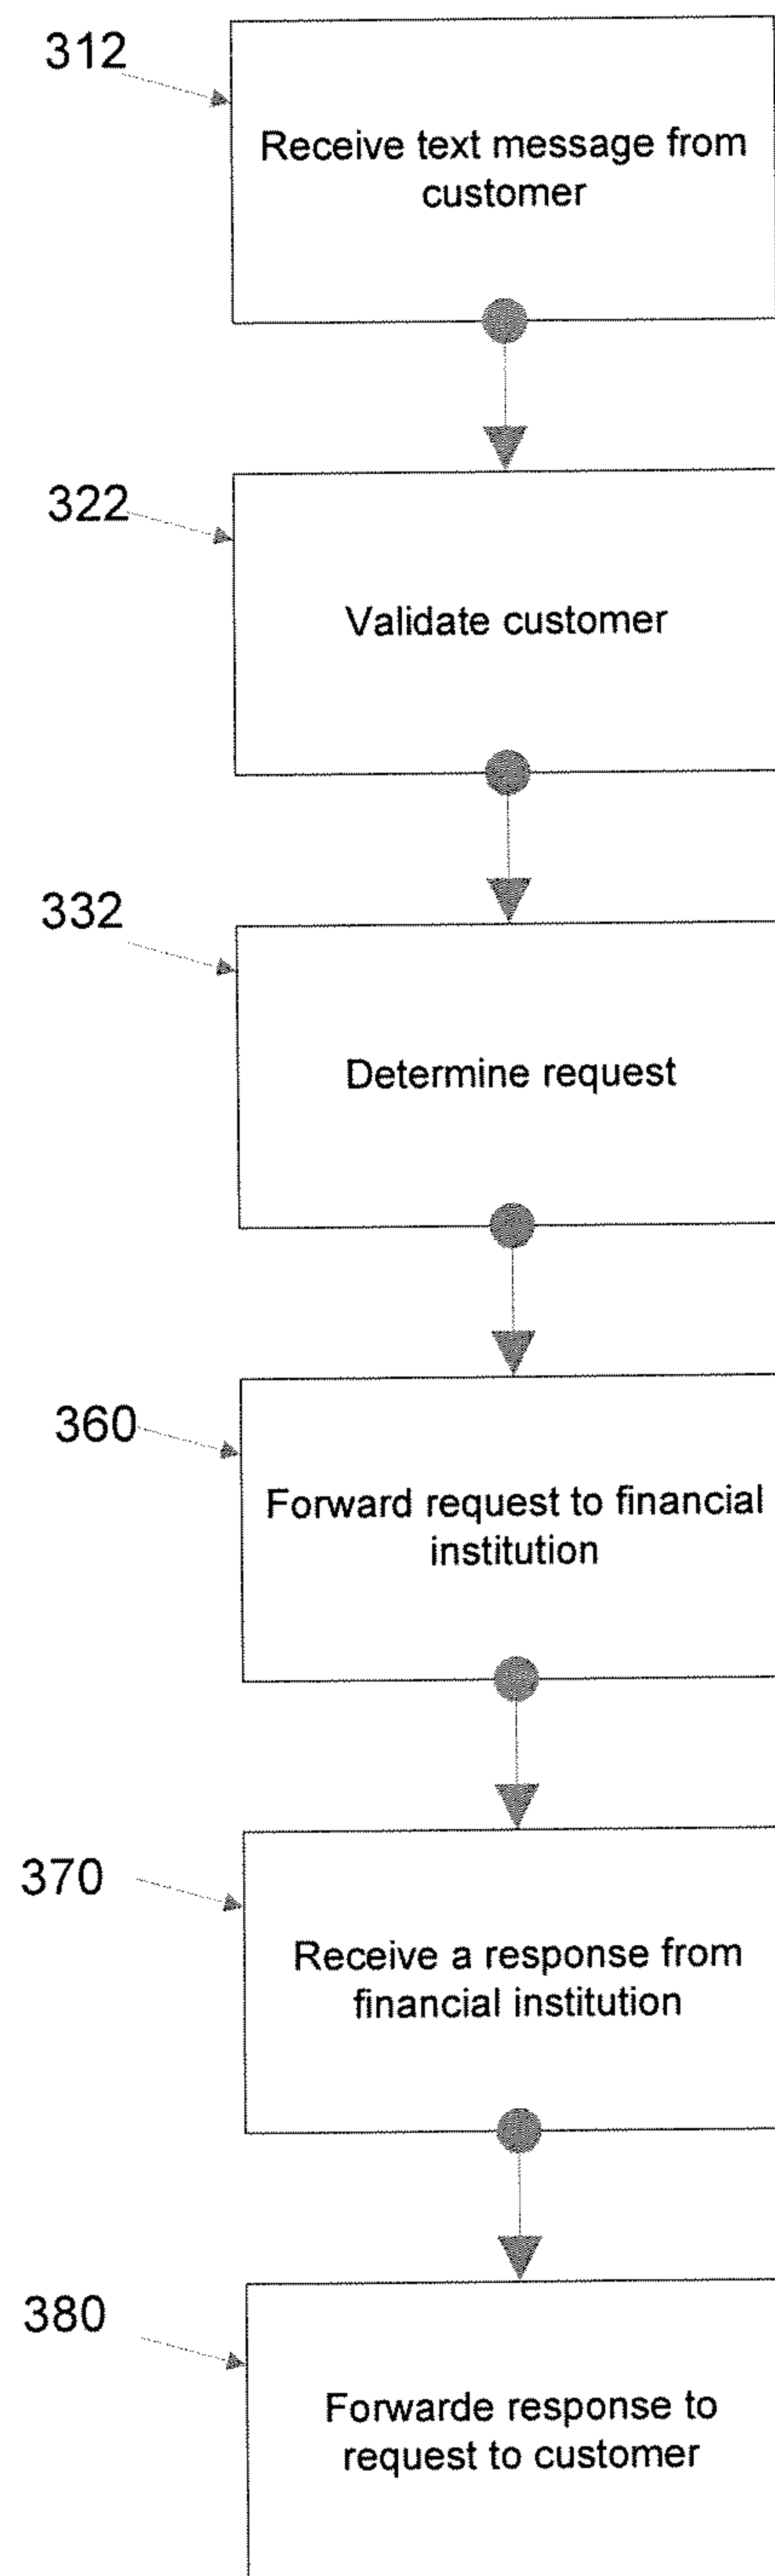 312
Receive text message from
customer
322
Validate customer
332
Determine request
360
Forward request to financial
institution
370
Receive a response from
financial institution
380
Forwarde response to
request to customer